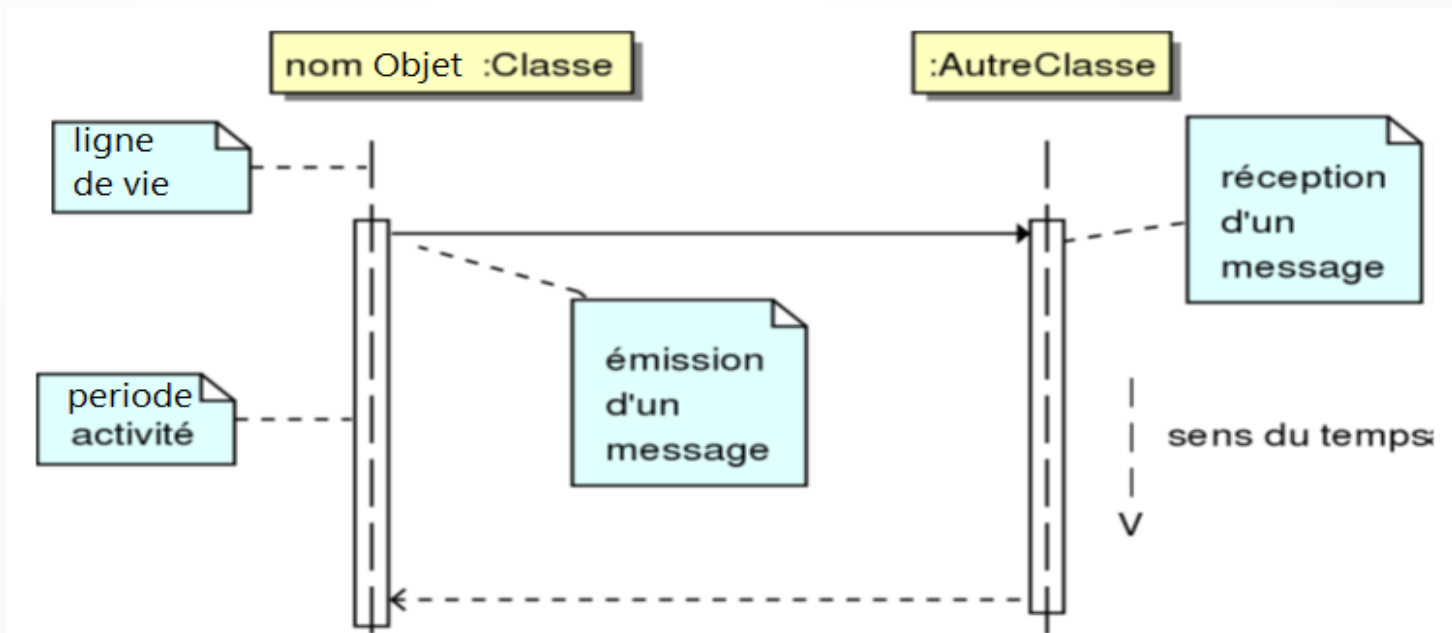 nom Objet :Classe
:AutreClasse
ligne
de vie
réception
d'un
message
émission
d'un
message
periode
activité
sens du temps
V